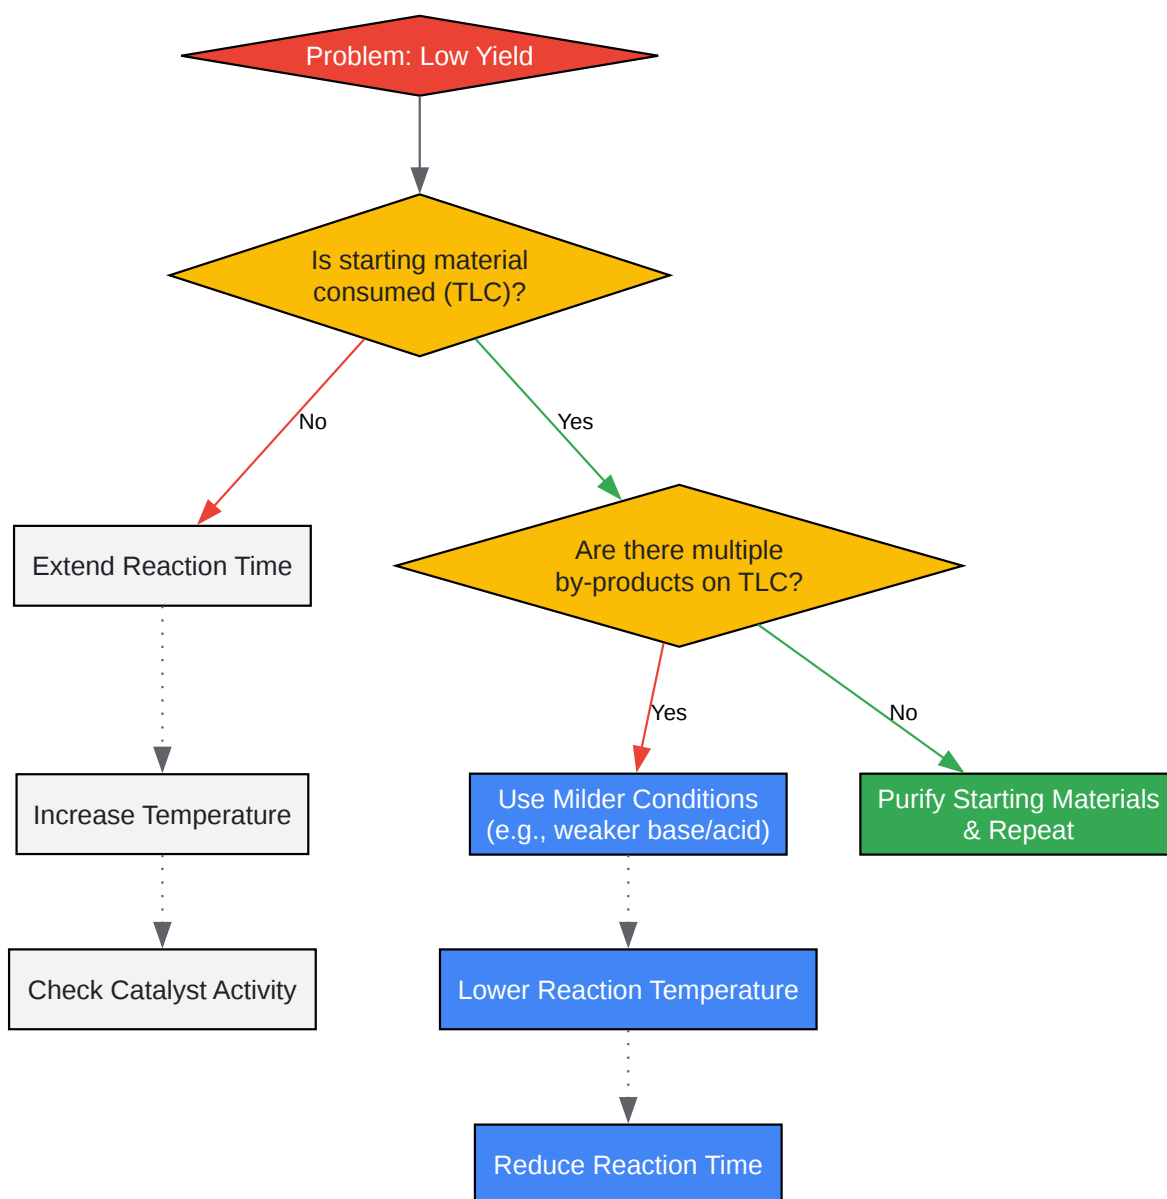 Problem: Low Yield
Is starting material
consumed (TLC)?
No
Yes
Extend Reaction Time
Are there multiple
by-products on TLC?
Yes
No
Increase Temperature
Use Milder Conditions
(e.g., weaker base/acid)
Purify Starting Materials
& Repeat
Check Catalyst Activity
Lower Reaction Temperature
Reduce Reaction Time